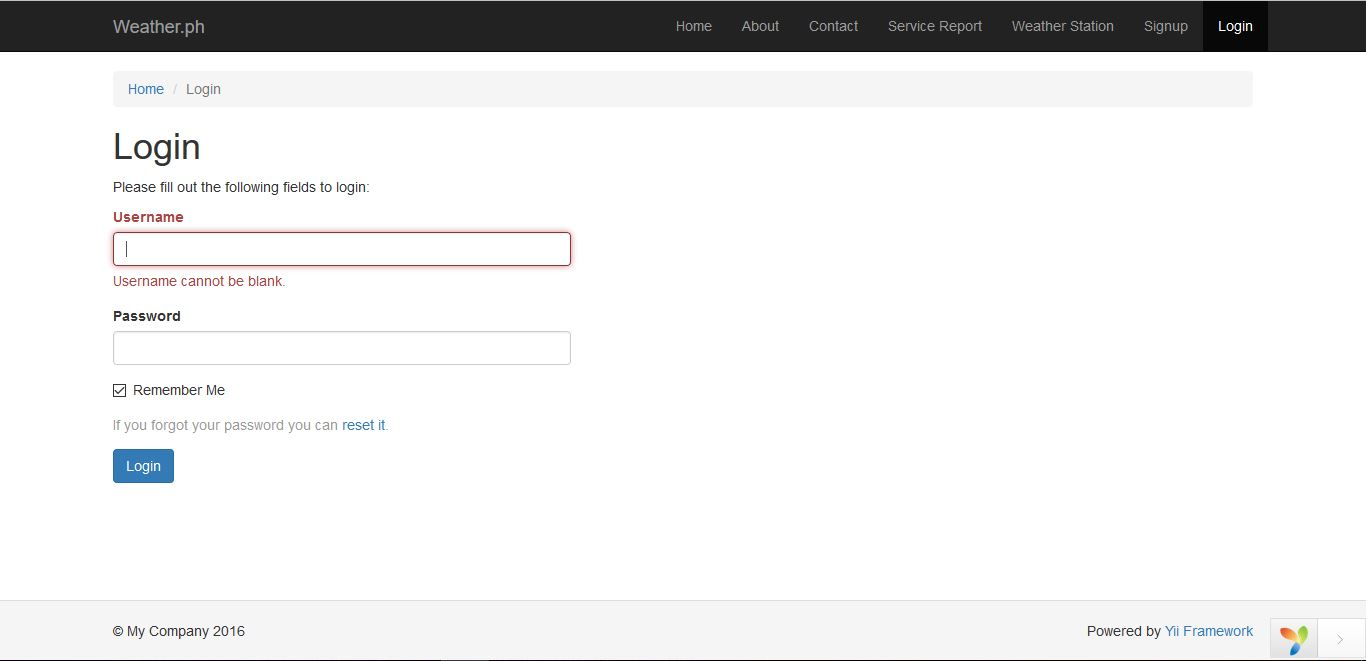 Weather.ph Home About Contact Service Report Weather Station Signup Login
Home / Login
Login
Please fill out the following fields to login:
Username
Username cannot be blank.
Password
Remember Me
If you forgot your password you can reset it.
Login
© My Company 2016 Powered by Yii Framework